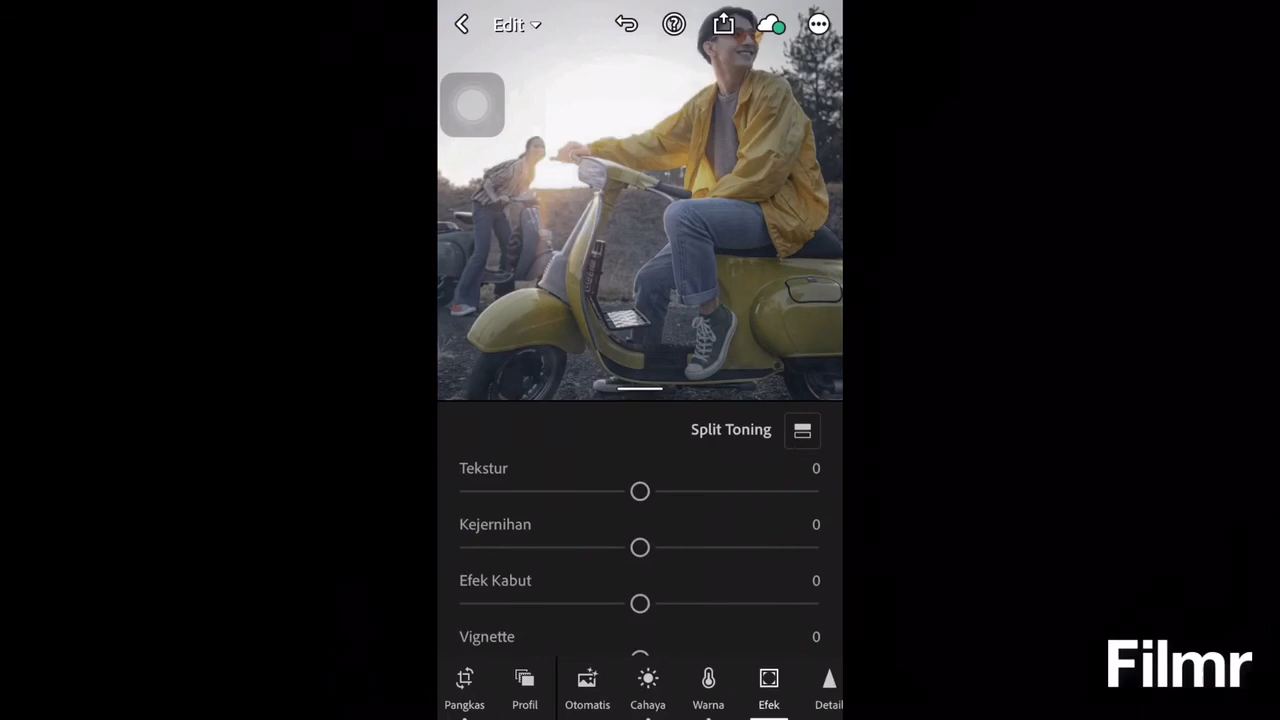 Edit
Split Toning
Tekstur 0
Kejernihan 0
Efek Kabut 0
Vignette 0
Pangkas Profil Otomatis Cahaya Warna Efek Detail
Filmr